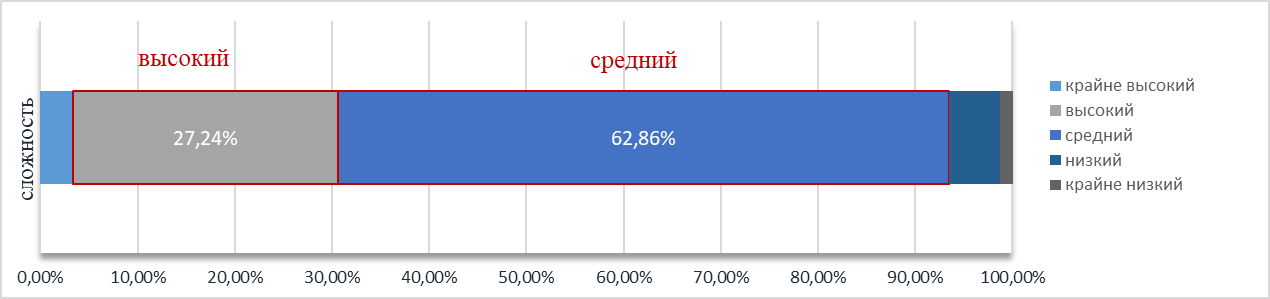 высокий
средний
сложность
27,24%
62,86%
крайне высокий
высокий
средний
низкий
крайне низкий
0,00% 10,00% 20,00% 30,00% 40,00% 50,00% 60,00% 70,00% 80,00% 90,00% 100,00%